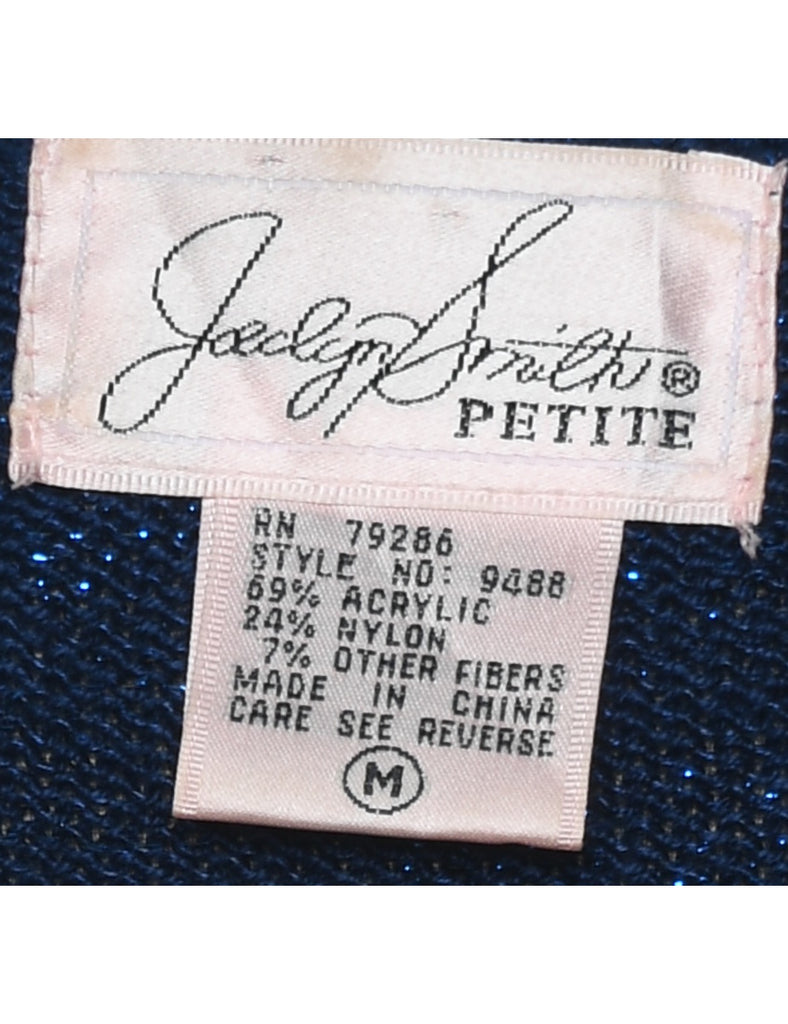 Jaclyn Smith®
PETITE
RN 79286
STYLE NO: 9488
69% ACRYLIC
24% NYLON
7% OTHER FIBERS
MADE IN CHINA
CARE SEE REVERSE
M